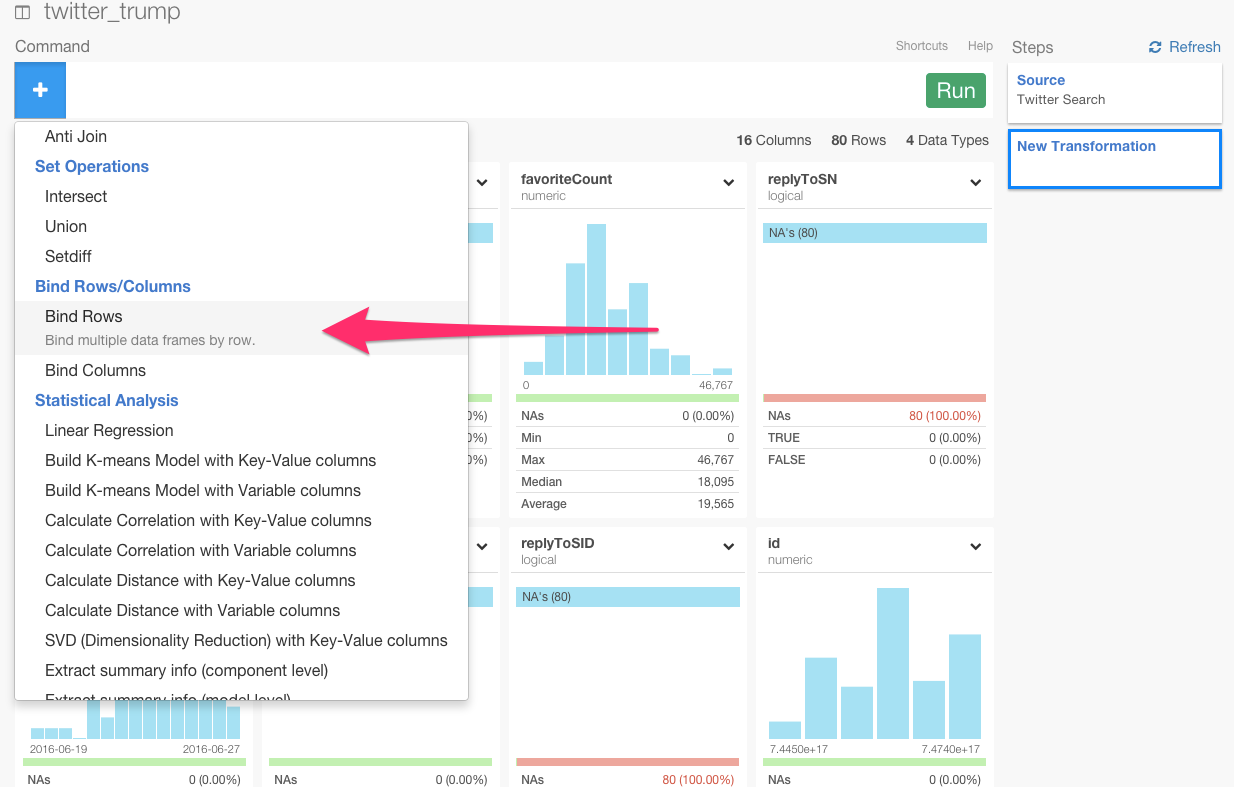 twitter_trump
Command
Shortcuts Help
Steps
Refresh
+
Run
Source
Twitter Search
New Transformation
16 Columns 80 Rows 4 Data Types
Anti Join
Set Operations
Intersect
Union
Setdiff
Bind Rows/Columns
Bind Rows
Bind multiple data frames by row.
Bind Columns
Statistical Analysis
Linear Regression
Build K-means Model with Key-Value columns
Build K-means Model with Variable columns
Calculate Correlation with Key-Value columns
Calculate Correlation with Variable columns
Calculate Distance with Key-Value columns
Calculate Distance with Variable columns
SVD (Dimensionality Reduction) with Key-Value columns
Extract summary info (component level)
Extract summary info (model level)
favoriteCount
numeric
0 46,767
NAs 0 (0.00%)
Min 0
Max 46,767
Median 18,095
Average 19,565
replyToSN
logical
NA's (80)
NAs 80 (100.00%)
TRUE 0 (0.00%)
FALSE 0 (0.00%)
replyToSID
logical
NA's (80)
NAs 80 (100.00%)
id
numeric
7.4450e+17 7.4740e+17
NAs 0 (0.00%)
2016-06-19 2016-06-27
NAs 0 (0.00%)
NAs 0 (0.00%)